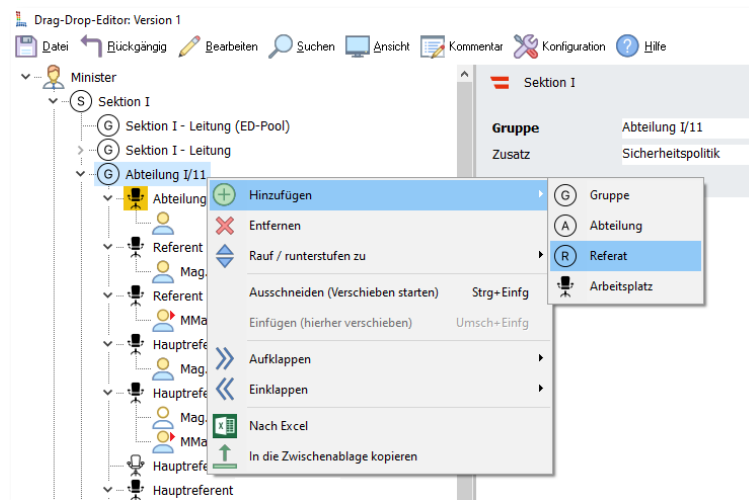 Drag-Drop-Editor: Version 1
Datei Rückgängig Bearbeiten Suchen Ansicht Kommentar Konfiguration Hilfe
Minister
S Sektion I
G Sektion I - Leitung (ED-Pool)
G Sektion I - Leitung
G Abteilung I/11
Abteilung
Referent
Mag.
Referent
MMa
Hauptrefe
Mag.
Hauptrefe
Mag.
MMa
Hauptrefe
Hauptreferent
Hinzufügen
Entfernen
Rauf / runterstufen zu
Ausschneiden (Verschieben starten) Strg+Einfg
Einfügen (hierher verschieben) Umsch+Einfg
Aufklappen
Einklappen
Nach Excel
In die Zwischenablage kopieren
G Gruppe
A Abteilung
R Referat
Arbeitsplatz
Sektion I
Gruppe Abteilung I/11
Zusatz Sicherheitspolitik